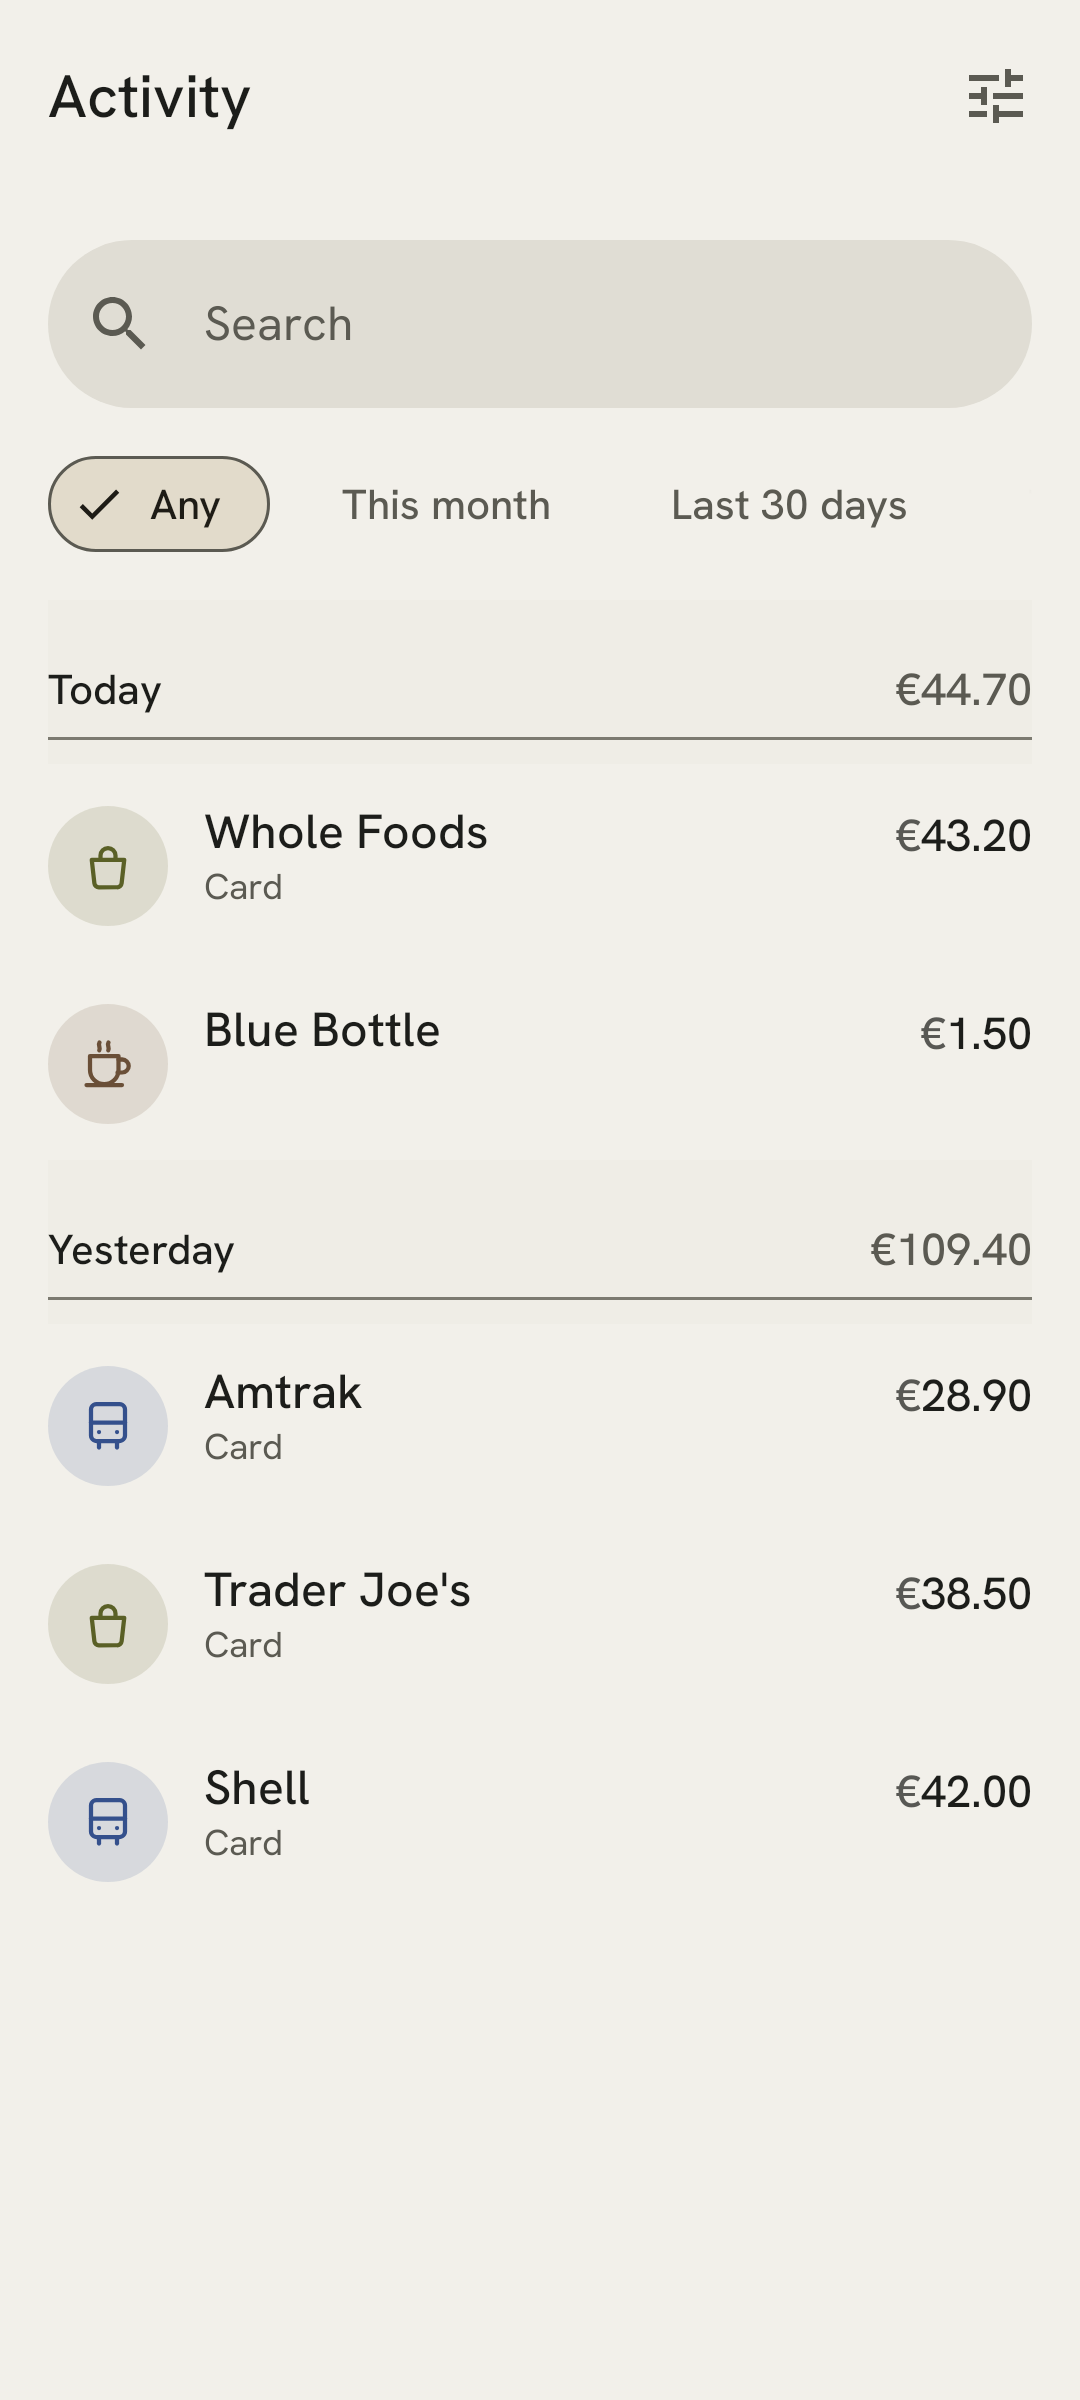 Activity
Search
Any This month Last 30 days
Today €44.70
Whole Foods €43.20
Card
Blue Bottle €1.50
Yesterday €109.40
Amtrak €28.90
Card
Trader Joe's €38.50
Card
Shell €42.00
Card